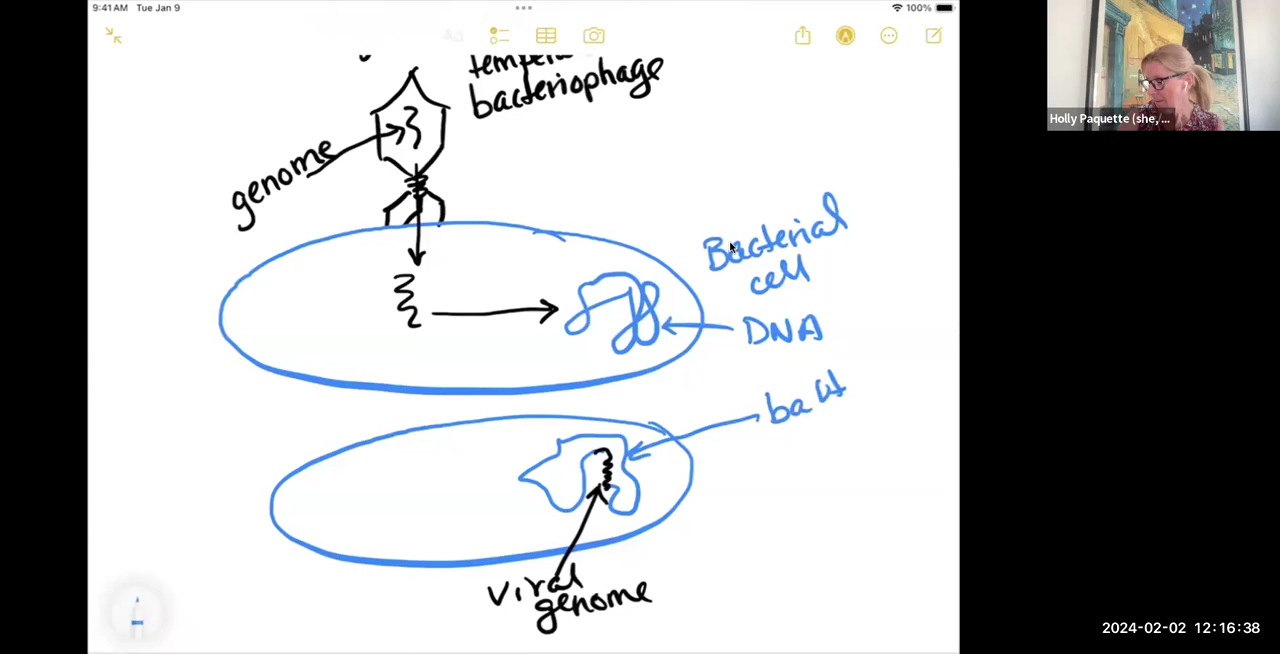 9:41 AM Tue Jan 9
100%
bacteriophage
genome
Bacterial
cell
DNA
viral
genome
Holly Paquette (she, ...
2024-02-02 12:16:38